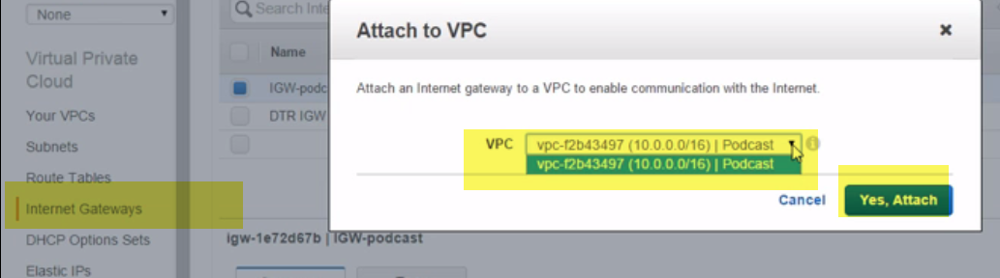 None
Search Inte
Attach to VPC
Virtual Private
Cloud
Name
IGW-podc
Attach an Internet gateway to a VPC to enable communication with the Internet.
Your VPCs
DTR IGW
Subnets
VPC vpc-f2b43497 (10.0.0.0/16) | Podcast
vpc-f2b43497 (10.0.0.0/16) | Podcast
Route Tables
Internet Gateways
Cancel Yes, Attach
DHCP Options Sets
igw-1e72d67b | IGW-podcast
Elastic IPs